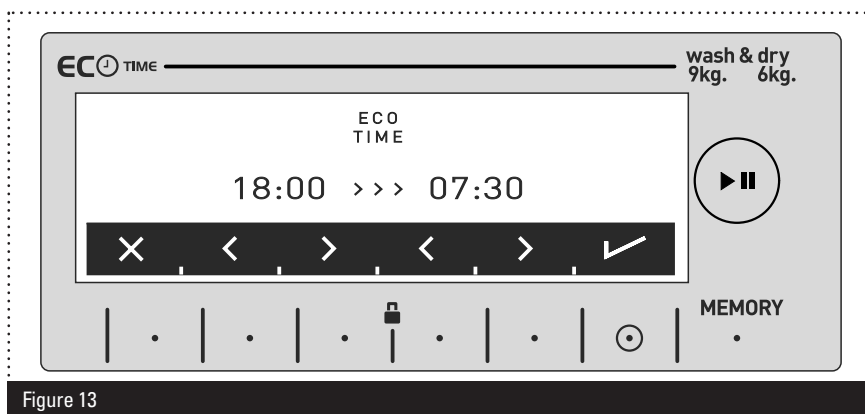 ECO TIME
wash & dry
9kg. 6kg.
ECO
TIME
18:00 >>> 07:30
MEMORY
Figure 13